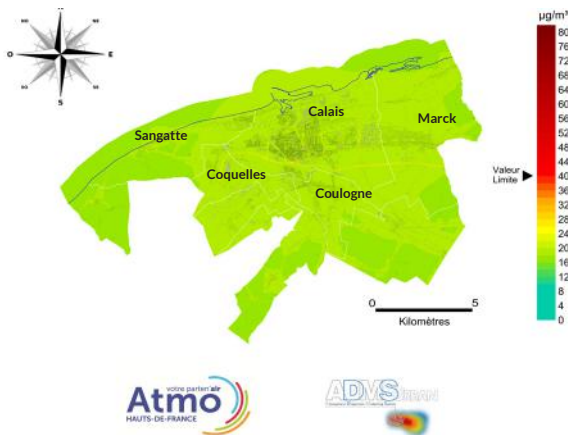 µg/m³
80
76
72
68
64
60
56
52
48
44
40
36
32
28
24
20
16
12
8
4
0
Valeur
Limite
O
E
S
Calais
Marck
Sangatte
Coquelles
Coulogne
0 5
Kilomètres
votre parten'air
Atmo
HAUTS-DE-FRANCE
ADMS
URBAN